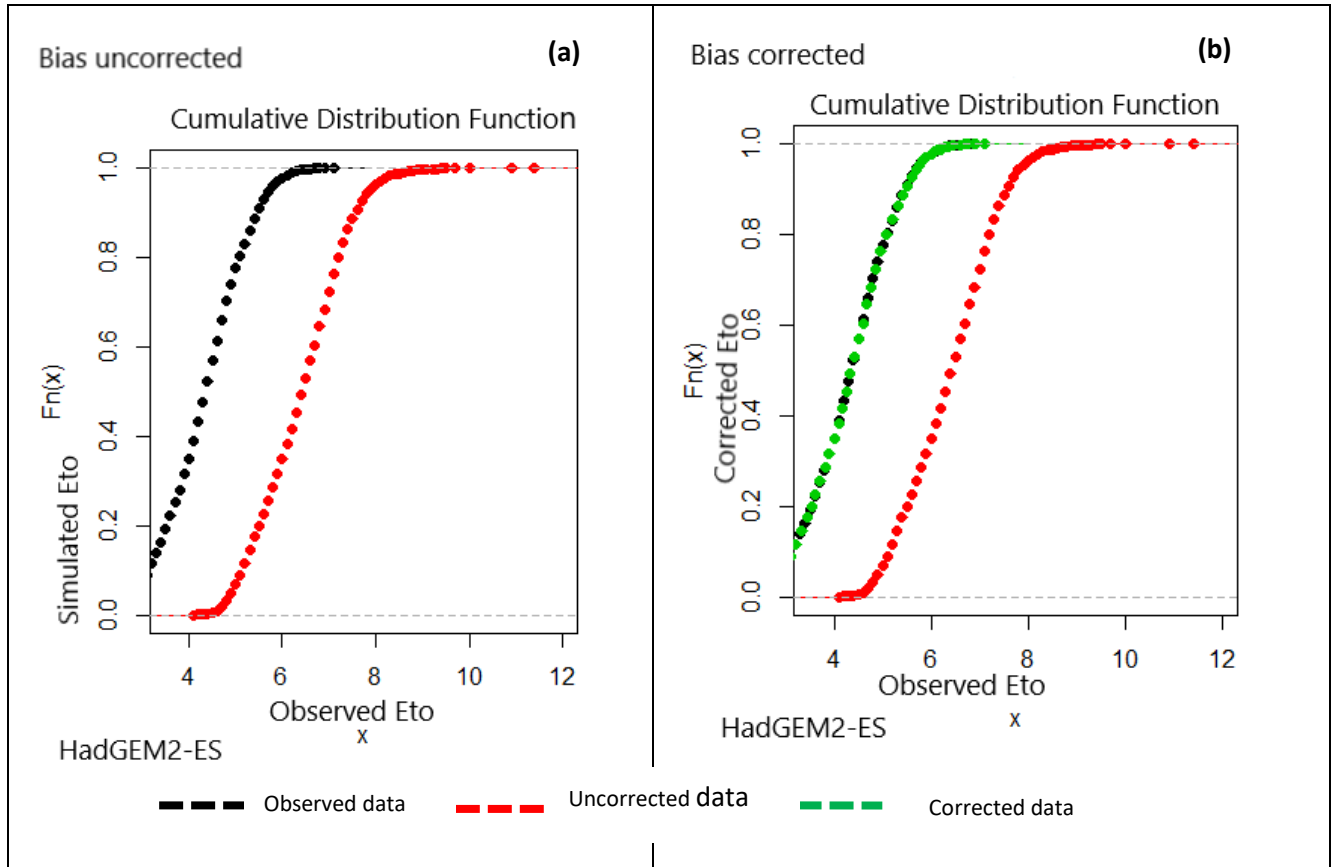 Bias uncorrected
(a)
Cumulative Distribution Function
1.0
0.8
0.6
0.4
0.2
0.0
Fn(x)
Simulated Eto
4 6 8 10 12
Observed Eto
x
HadGEM2-ES
Bias corrected
(b)
Cumulative Distribution Function
1.0
0.8
0.6
0.4
0.2
0.0
Fn(x)
Corrected Eto
4 6 8 10 12
Observed Eto
x
HadGEM2-ES
Observed data
Uncorrected data
Corrected data